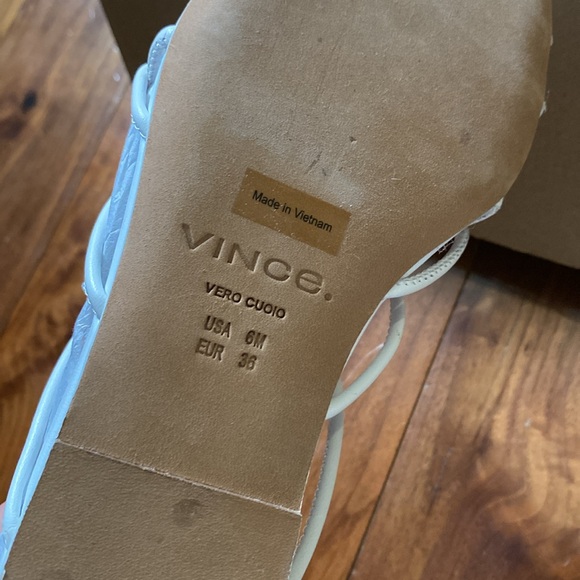 Made in Vietnam
VINCE.
VERO CUOIO
USA 6M
EUR 36